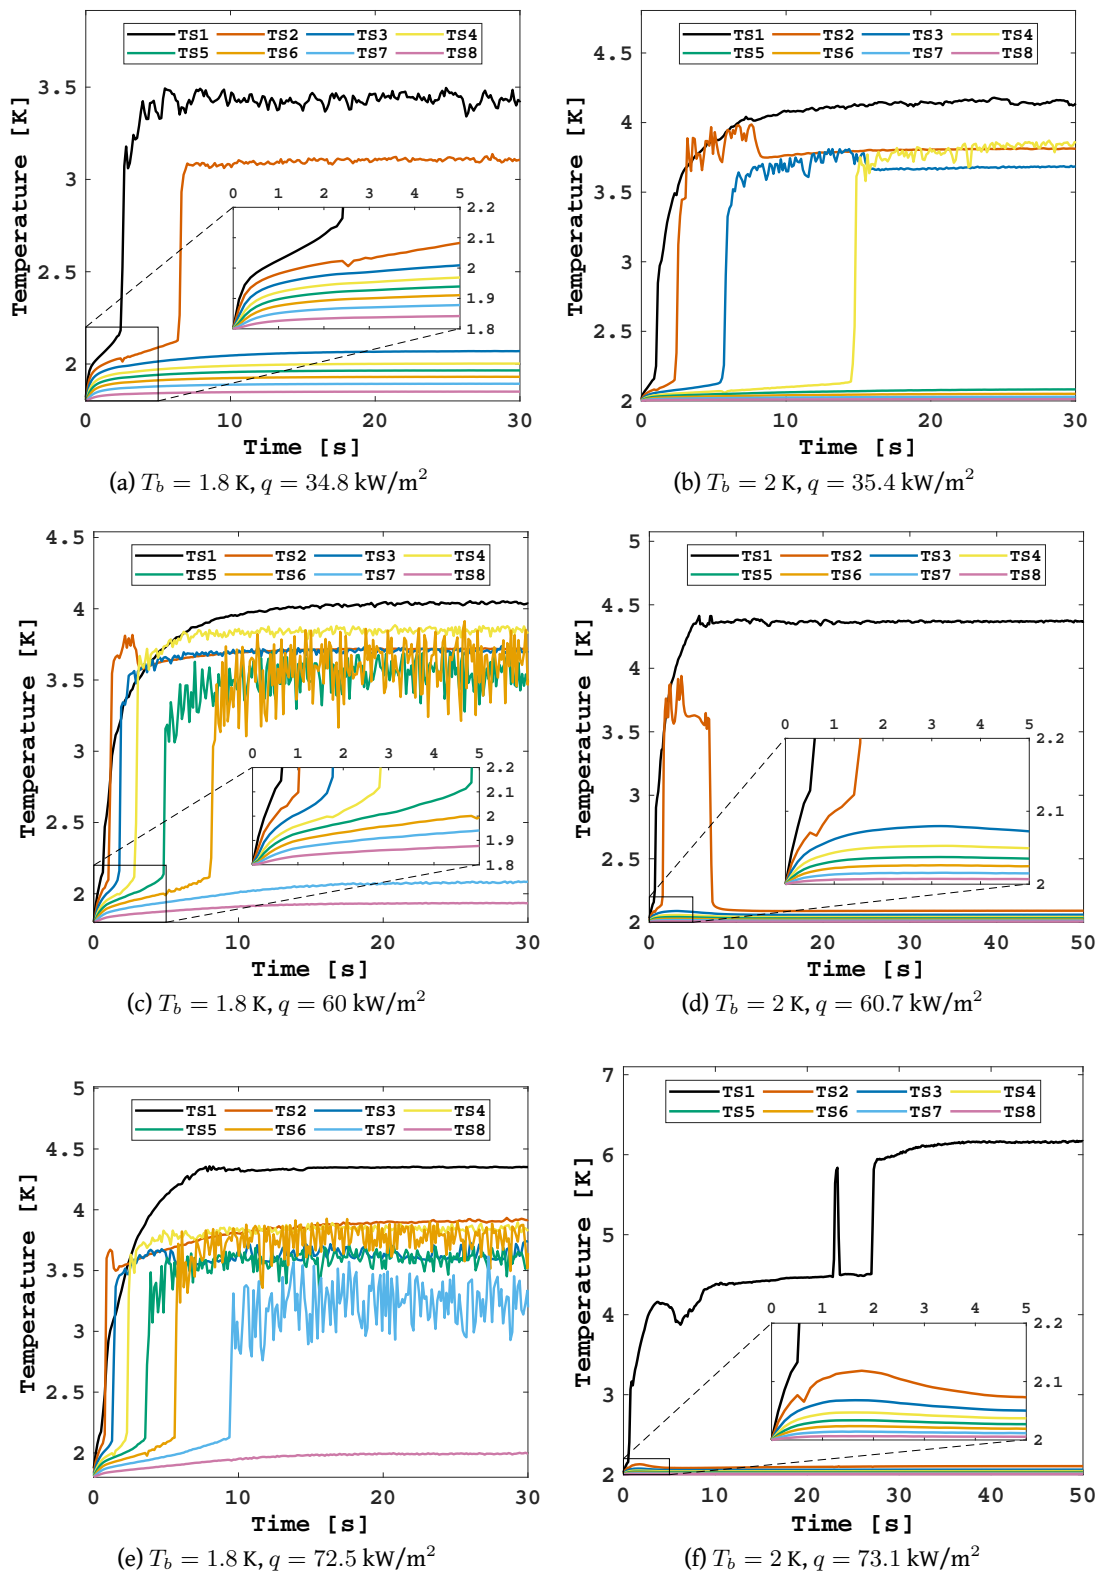 TS1 TS2 TS3 TS4
TS5 TS6 TS7 TS8
Temperature [K]
3.5
3
2.5
2
0 10 20 30
Time [s]
0 1 2 3 4 5
2.2
2.1
2
1.9
1.8
(a) T_b = 1.8 K, q = 34.8 kW/m²
TS1 TS2 TS3 TS4
TS5 TS6 TS7 TS8
Temperature [K]
4.5
4
3.5
3
2.5
2
0 10 20 30
Time [s]
(b) T_b = 2 K, q = 35.4 kW/m²
TS1 TS2 TS3 TS4
TS5 TS6 TS7 TS8
Temperature [K]
4.5
4
3.5
3
2.5
2
0 10 20 30
Time [s]
0 1 2 3 4 5
2.2
2.1
2
1.9
1.8
(c) T_b = 1.8 K, q = 60 kW/m²
TS1 TS2 TS3 TS4
TS5 TS6 TS7 TS8
Temperature [K]
5
4.5
4
3.5
3
2.5
2
0 10 20 30 40 50
Time [s]
0 1 2 3 4 5
2.2
2.1
2
(d) T_b = 2 K, q = 60.7 kW/m²
TS1 TS2 TS3 TS4
TS5 TS6 TS7 TS8
Temperature [K]
5
4.5
4
3.5
3
2.5
2
0 10 20 30
Time [s]
(e) T_b = 1.8 K, q = 72.5 kW/m²
TS1 TS2 TS3 TS4
TS5 TS6 TS7 TS8
Temperature [K]
7
6
5
4
3
2
0 10 20 30 40 50
Time [s]
0 1 2 3 4 5
2.2
2.1
2
(f) T_b = 2 K, q = 73.1 kW/m²